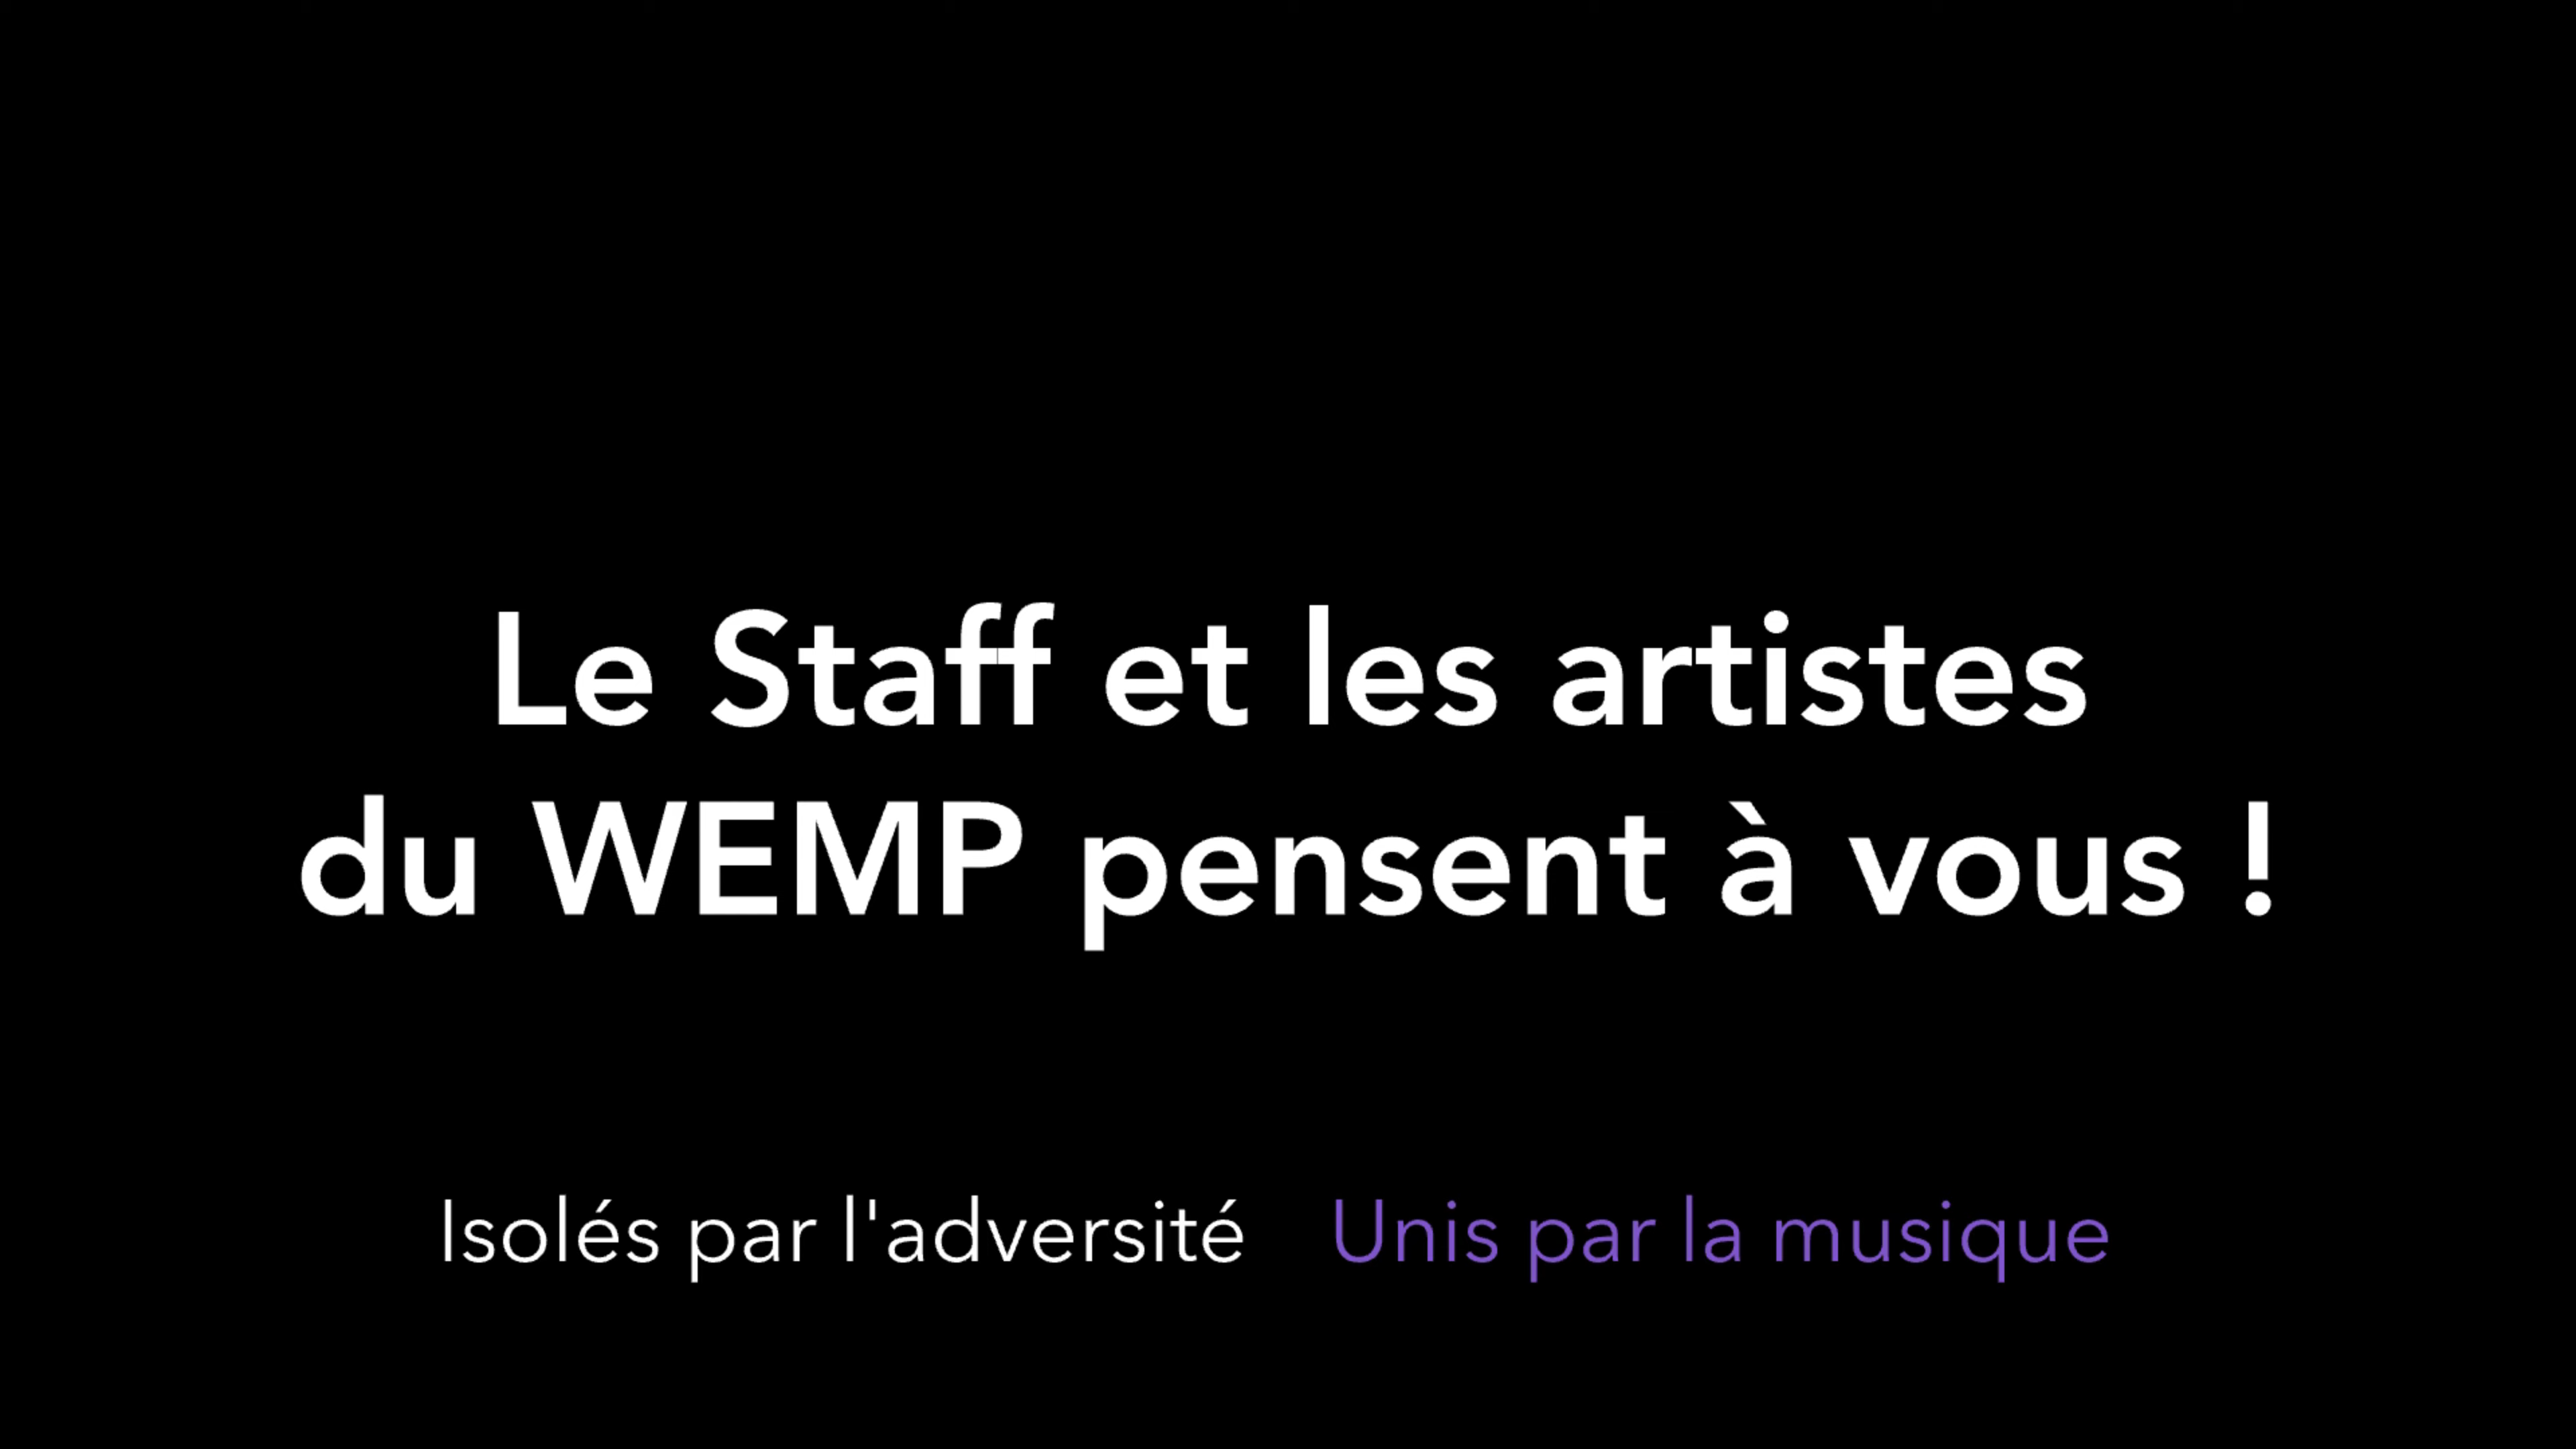 Le Staff et les artistes
du WEMP pensent à vous !
Isolés par l'adversité Unis par la musique